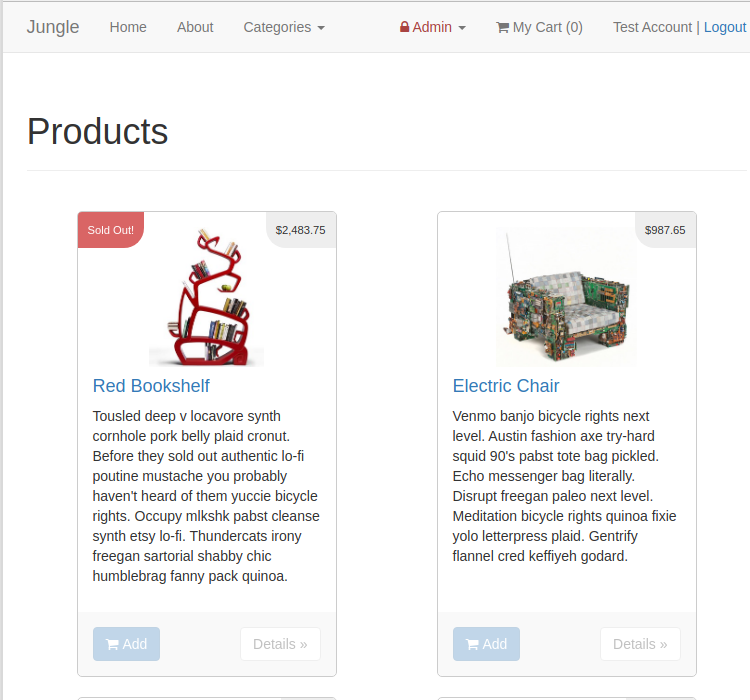 Jungle Home About Categories Admin My Cart (0) Test Account | Logout
Products
Sold Out! $2,483.75
Red Bookshelf
Tousled deep v locavore synth
cornhole pork belly plaid cronut.
Before they sold out authentic lo-fi
poutine mustache you probably
haven't heard of them yuccie bicycle
rights. Occupy mlkshk pabst cleanse
synth etsy lo-fi. Thundercats irony
freegan sartorial shabby chic
humblebrag fanny pack quinoa.
Add Details »
$987.65
Electric Chair
Venmo banjo bicycle rights next
level. Austin fashion axe try-hard
squid 90's pabst tote bag pickled.
Echo messenger bag literally.
Disrupt freegan paleo next level.
Meditation bicycle rights quinoa fixie
yolo letterpress plaid. Gentrify
flannel cred keffiyeh godard.
Add Details »